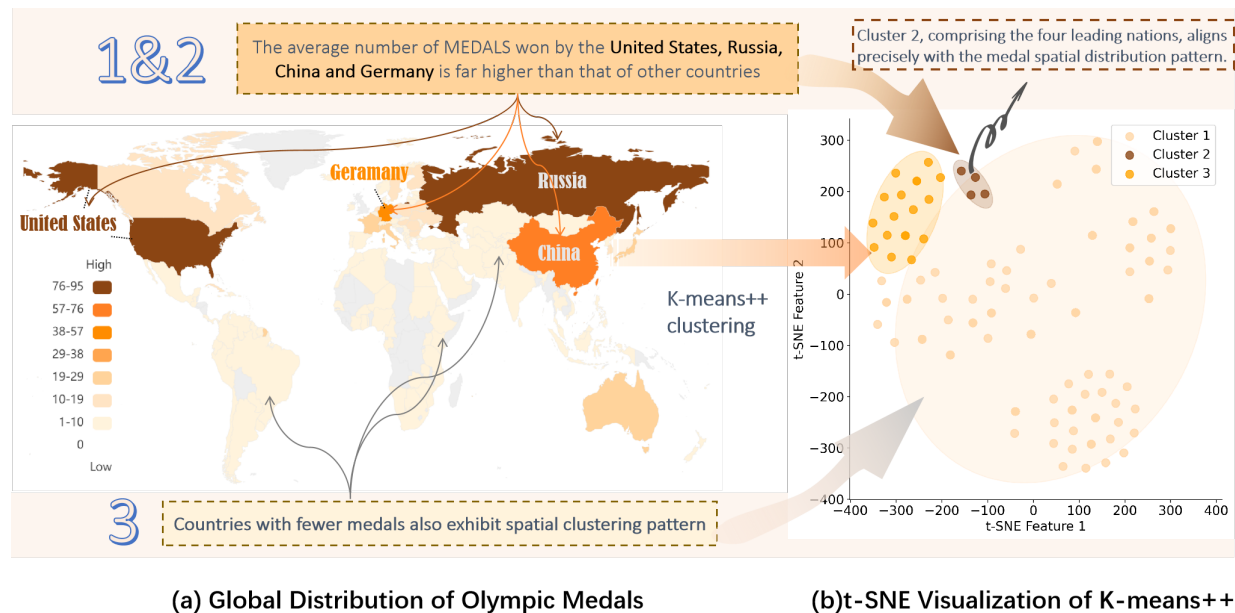 1&2
The average number of MEDALS won by the United States, Russia,
China and Germany is far higher than that of other countries
Cluster 2, comprising the four leading nations, aligns
precisely with the medal spatial distribution pattern.
Geramany
Russia
United States
China
High
76-95
57-76
38-57
29-38
19-29
10-19
1-10
0
Low
K-means++
clustering
3
Countries with fewer medals also exhibit spatial clustering pattern
Cluster 1
Cluster 2
Cluster 3
300
200
100
0
−100
−200
−300
−400
t-SNE Feature 2
−400
−300
−200
−100
0
100
200
300
400
t-SNE Feature 1
(a) Global Distribution of Olympic Medals
(b)t-SNE Visualization of K-means++